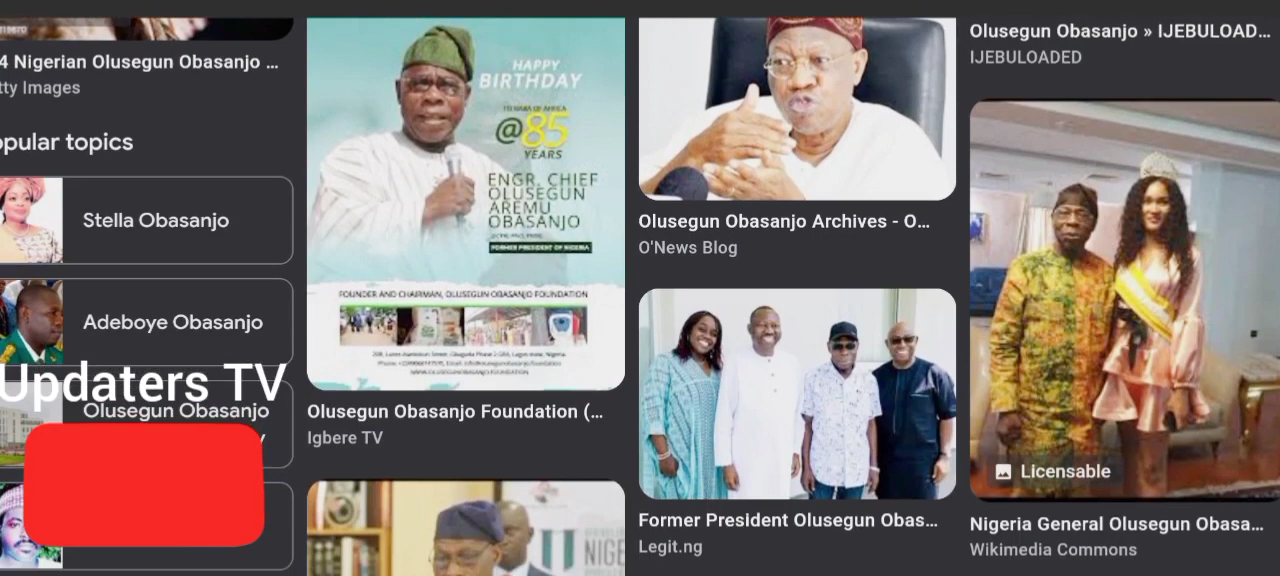 4 Nigerian Olusegun Obasanjo ...
tty Images
opular topics
Stella Obasanjo
Adeboye Obasanjo
Updaters TV
Olusegun Obasanjo
HAPPY
BIRTHDAY
@85
YEARS
ENGR. CHIEF
OLUSEGUN
AREMU
OBASANJO
FORMER PRESIDENT OF NIGERIA
FOUNDER AND CHAIRMAN, OLUSEGUN OBASANJO FOUNDATION
Olusegun Obasanjo Foundation (...
Igbere TV
NIGE
Olusegun Obasanjo Archives - O...
O'News Blog
Former President Olusegun Obas...
Legit.ng
Olusegun Obasanjo » IJEBULOAD...
IJEBULOADED
Licensable
Nigeria General Olusegun Obasa...
Wikimedia Commons